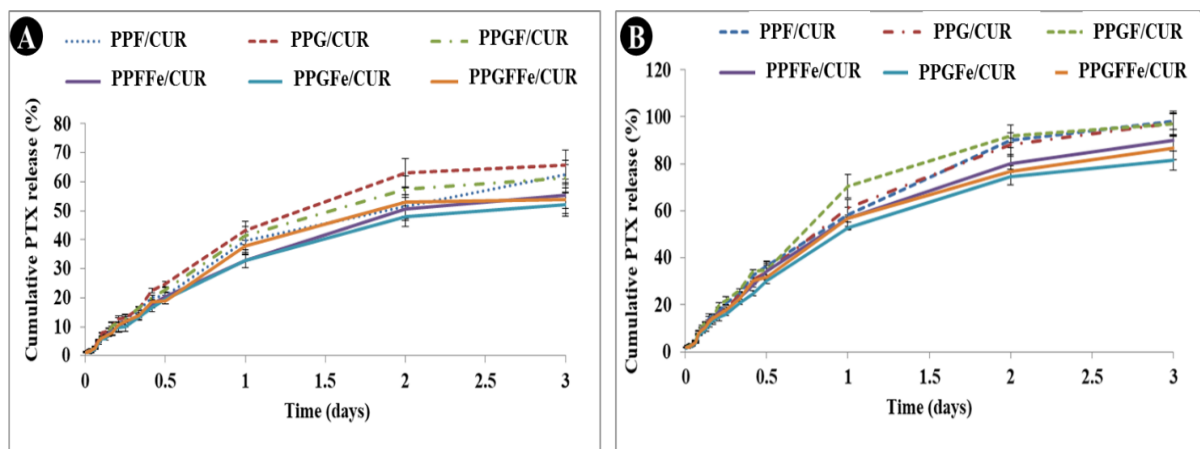 A
PPF/CUR PPG/CUR PPGF/CUR
PPFFe/CUR PPGFe/CUR PPGFFe/CUR
Cumulative PTX release (%)
80
70
60
50
40
30
20
10
0
0 0.5 1 1.5 2 2.5 3
Time (days)
B
PPF/CUR PPG/CUR PPGF/CUR
PPFFe/CUR PPGFe/CUR PPGFFe/CUR
Cumulative PTX release (%)
120
100
80
60
40
20
0
0 0.5 1 1.5 2 2.5 3
Time (days)